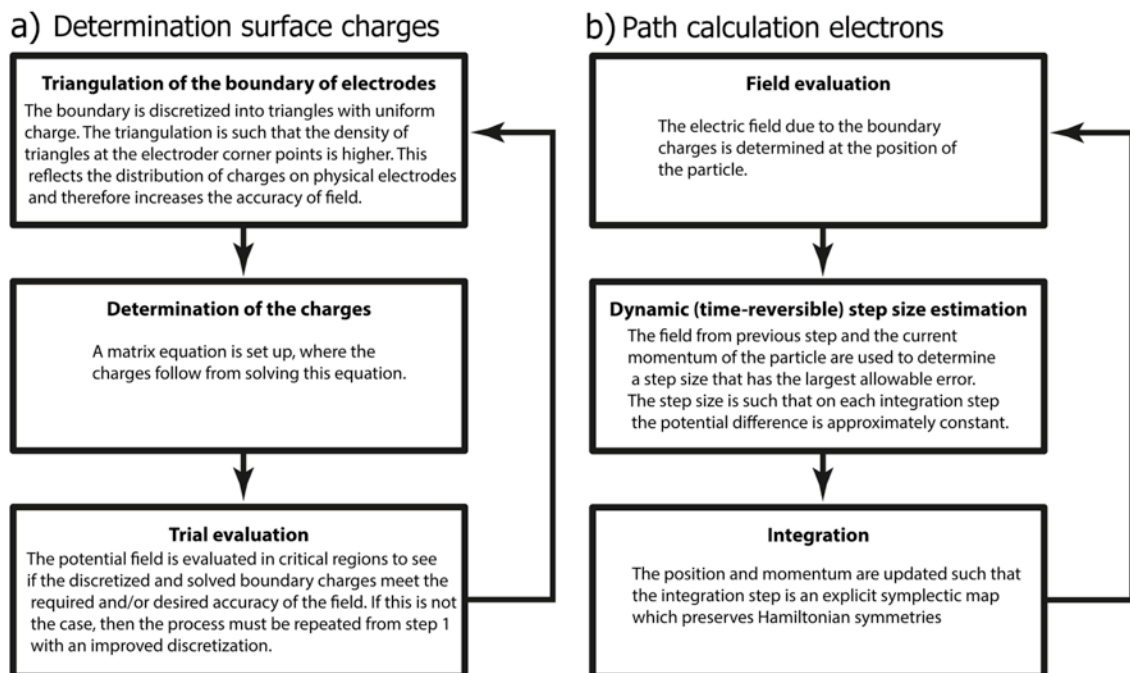 a) Determination surface charges
Triangulation of the boundary of electrodes
The boundary is discretized into triangles with uniform
charge. The triangulation is such that the density of
triangles at the electroder corner points is higher. This
reflects the distribution of charges on physical electrodes
and therefore increases the accuracy of field.
Determination of the charges
A matrix equation is set up, where the
charges follow from solving this equation.
Trial evaluation
The potential field is evaluated in critical regions to see
if the discretized and solved boundary charges meet the
required and/or desired accuracy of the field. If this is not
the case, then the process must be repeated from step 1
with an improved discretization.
b) Path calculation electrons
Field evaluation
The electric field due to the boundary
charges is determined at the position of
the particle.
Dynamic (time-reversible) step size estimation
The field from previous step and the current
momentum of the particle are used to determine
a step size that has the largest allowable error.
The step size is such that on each integration step
the potential difference is approximately constant.
Integration
The position and momentum are updated such that
the integration step is an explicit symplectic map
which preserves Hamiltonian symmetries